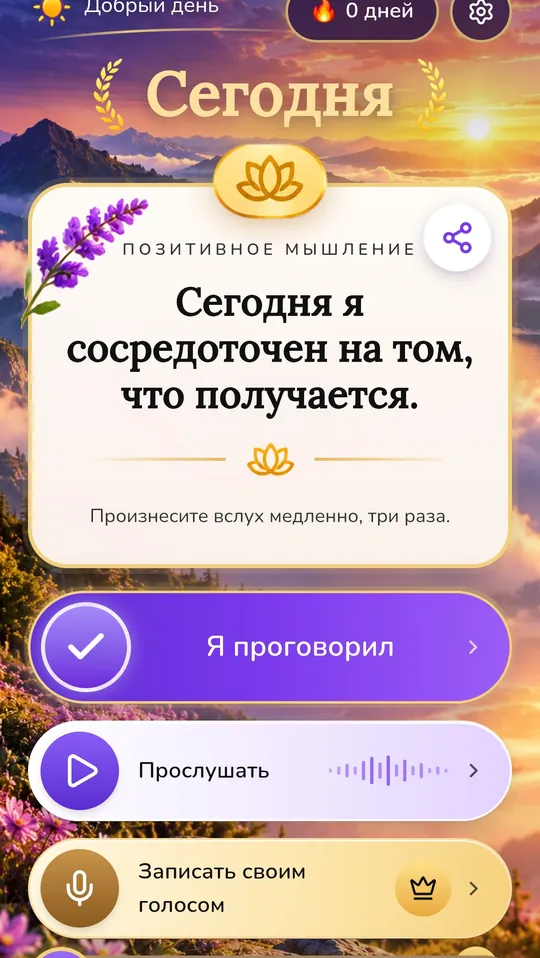 Добрый день
0 дней
Сегодня
ПОЗИТИВНОЕ МЫШЛЕНИЕ
Сегодня я
сосредоточен на том,
что получается.
Произнесите вслух медленно, три раза.
Я проговорил
Прослушать
Записать своим
голосом